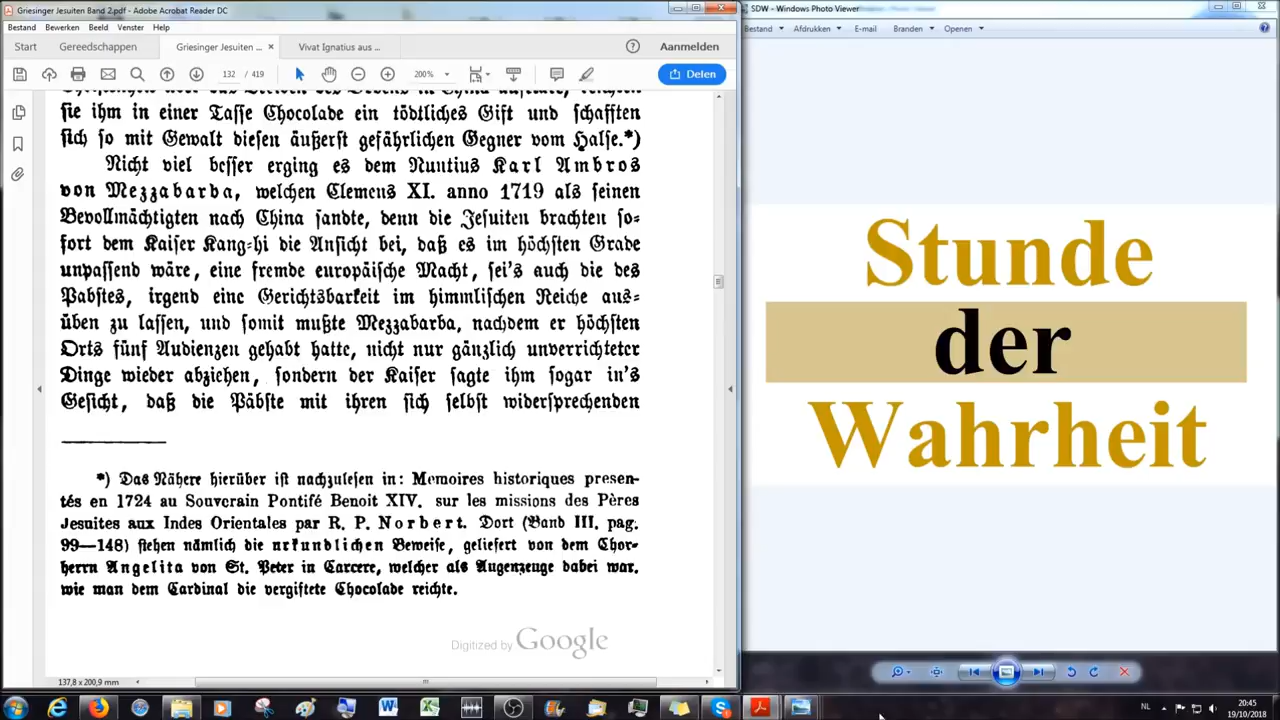 Griesinger Jesuiten Band 2.pdf - Adobe Acrobat Reader DC
Bestand Bewerken Beeld Venster Help
Start Gereedschappen Griesinger Jesuiten ... × Vivat Ignatius aus ... Aanmelden
132 / 419 200% Delen
sie ihm in einer Tasse Chocolade ein tödtliches Gift und schafften
sich so mit Gewalt diesen äußerst gefährlichen Gegner vom Halse.*)
Nicht viel besser erging es dem Nuntius Karl Ambros
von Mezzabarba, welchen Clemens XI. anno 1719 als seinen
Bevollmächtigten nach China sandte, denn die Jesuiten brachten so-
fort dem Kaiser Kang-hi die Ansicht bei, daß es im höchsten Grade
unpassend wäre, eine fremde europäische Macht, sei's auch die des
Pabstes, irgend eine Gerichtsbarkeit im himmlischen Reiche aus-
üben zu lassen, und somit mußte Mezzabarba, nachdem er höchsten
Orts fünf Audienzen gehabt hatte, nicht nur gänzlich unverrichteter
Dinge wieder abziehen, sondern der Kaiser sagte ihm sogar in's
Gesicht, daß die Päbste mit ihren sich selbst widersprechenden
*) Das Nähere hierüber ist nachzulesen in: Memoires historiques presen-
tés en 1724 au Souverain Pontifé Benoit XIV. sur les missions des Pères
Jesuites aux Indes Orientales par R. P. Norbert. Dort (Band III. pag.
99—148) stehen nämlich die urkundlichen Beweise, geliefert von dem Chor-
herrn Angelita von St. Peter in Carcere, welcher als Augenzeuge dabei war,
wie man dem Cardinal die vergiftete Chocolade reichte.
Digitized by Google
137,8 x 200,9 mm
SDW - Windows Photo Viewer
Bestand Afdrukken E-mail Branden Openen
Stunde
der
Wahrheit
NL 20:45
19/10/2018